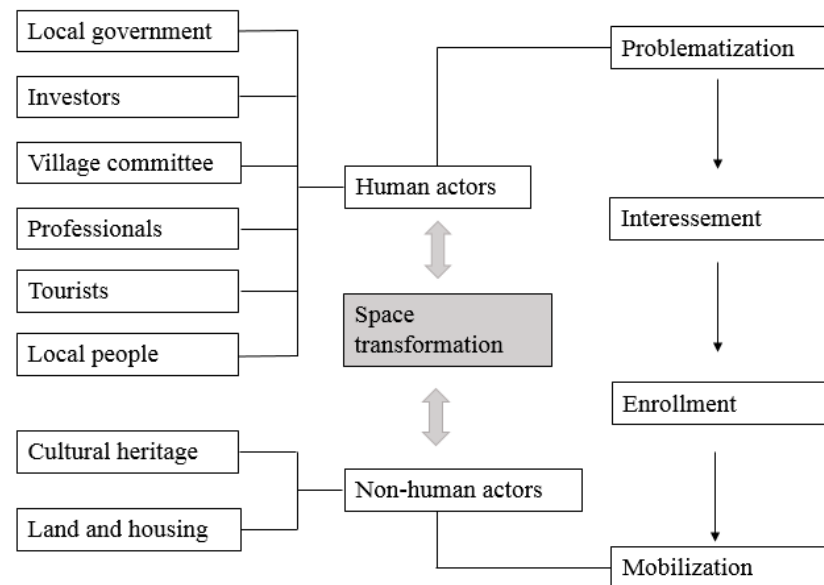 Local government
Investors
Village committee
Professionals
Tourists
Local people
Cultural heritage
Land and housing
Human actors
Space
transformation
Non-human actors
Problematization
Interessement
Enrollment
Mobilization